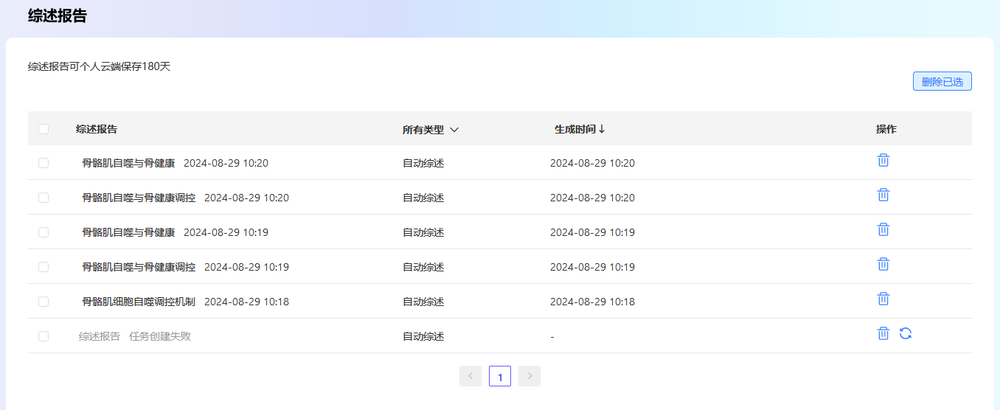 综述报告
综述报告可个人云端保存180天
删除已选
综述报告 所有类型 生成时间↓ 操作
骨骼肌自噬与骨健康 2024-08-29 10:20 自动综述 2024-08-29 10:20
骨骼肌自噬与骨健康调控 2024-08-29 10:20 自动综述 2024-08-29 10:20
骨骼肌自噬与骨健康 2024-08-29 10:19 自动综述 2024-08-29 10:19
骨骼肌自噬与骨健康调控 2024-08-29 10:19 自动综述 2024-08-29 10:19
骨骼肌细胞自噬调控机制 2024-08-29 10:18 自动综述 2024-08-29 10:18
综述报告 任务创建失败 自动综述 -
1